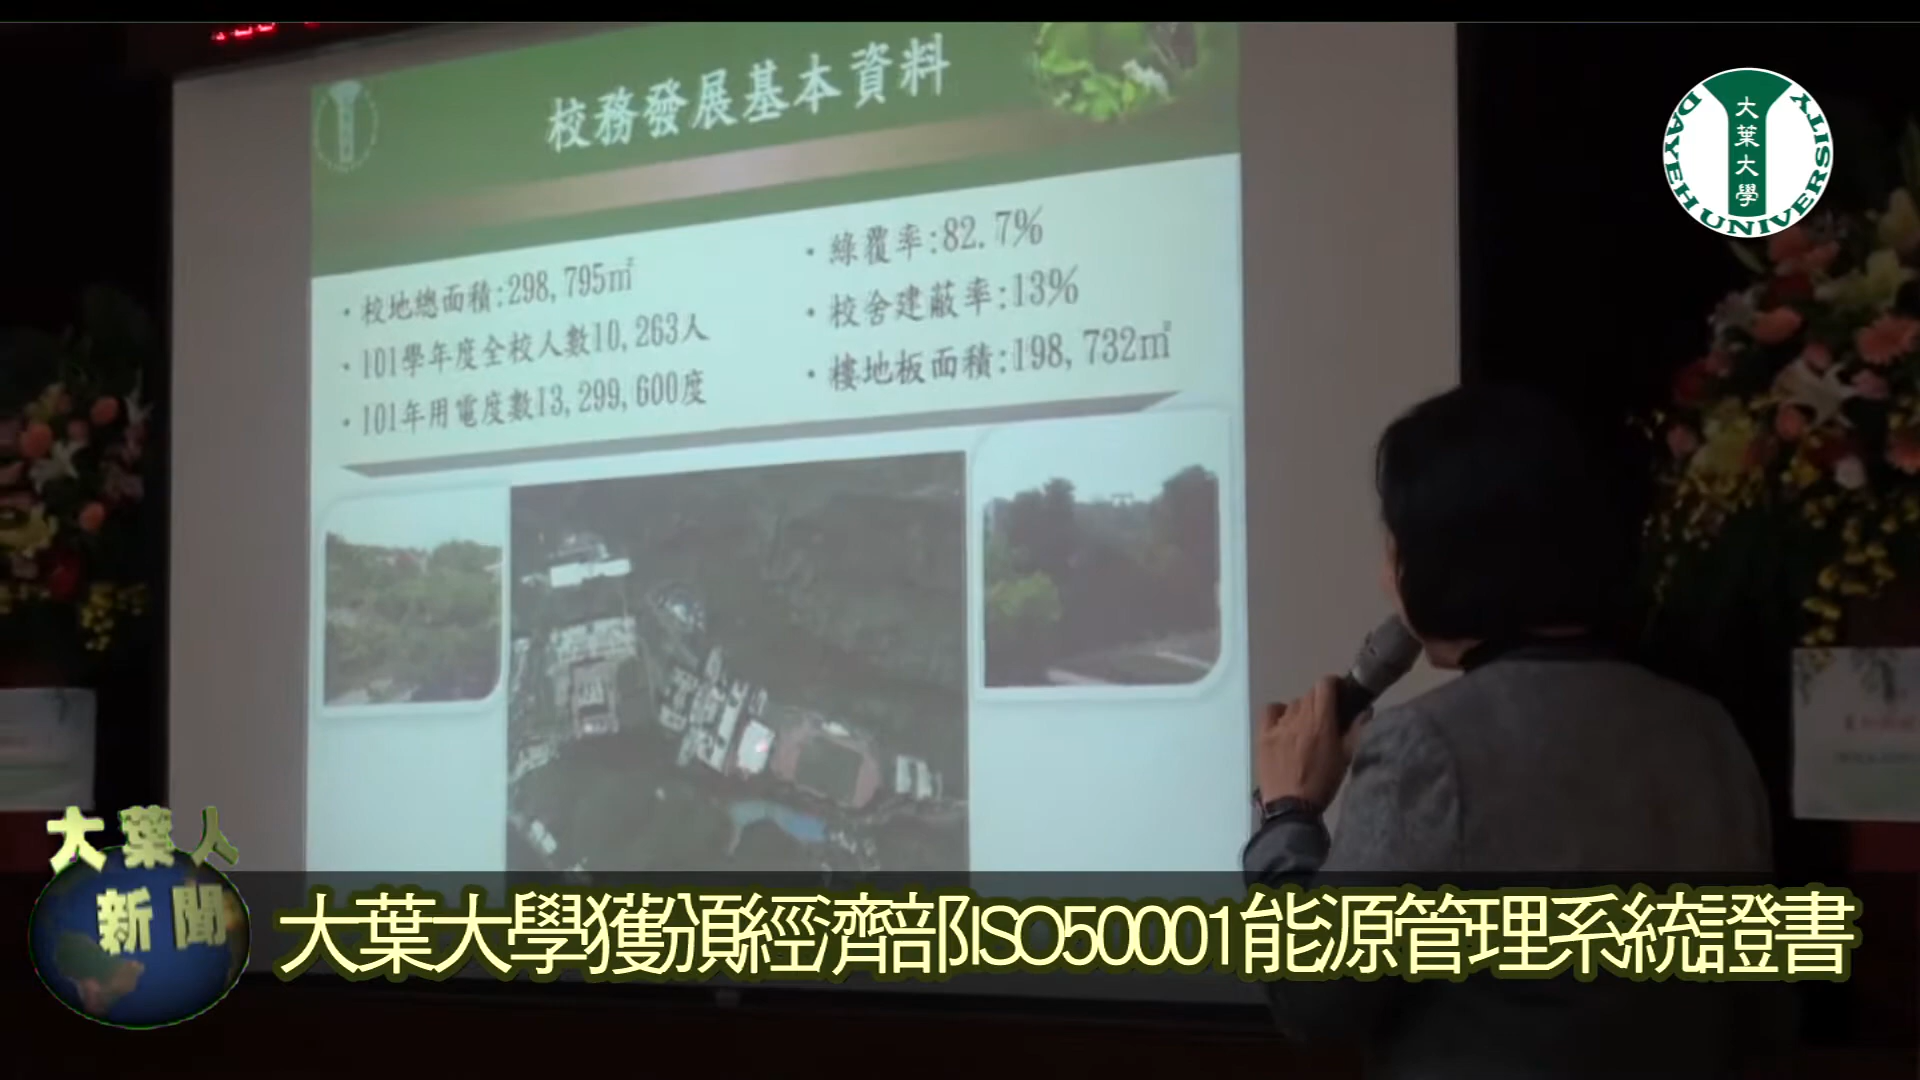 校務發展基本資料
大葉大學
DAYEH UNIVERSITY
・校地總面積:298,795㎡
・101學年度全校人數10,263人
・101年用電度數13,299,600度
・綠覆率:82.7%
・校舍建蔽率:13%
・樓地板面積:198,732㎡
大葉人
新聞
大葉大學獲頒經濟部ISO50001能源管理系統證書